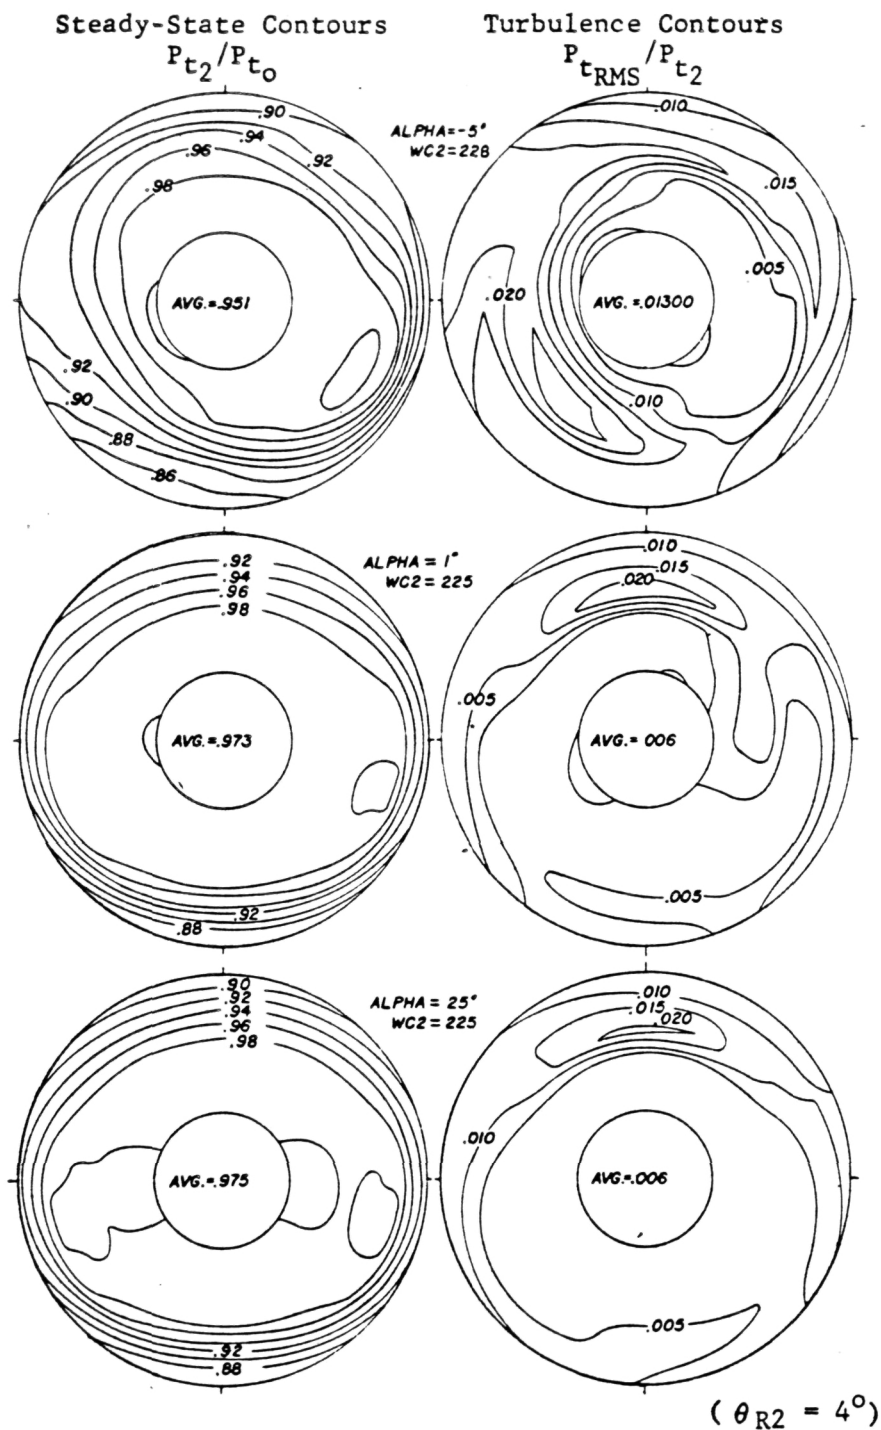 Steady-State Contours Turbulence Contours
Pt2/Pto PtRMS/Pt2
.90
.94
.96
.92
.98
AVG.=.951
.92
.90
.88
.86
ALPHA=-5°
WC2=228
.010
.015
.005
.020
AVG.=.01300
.010
.92
.94
.96
.98
AVG.=.973
.92
.88
ALPHA = 1°
WC2=225
.010
.015
.020
.005
AVG.=.006
.005
.90
.92
.94
.96
.98
AVG.=.975
.92
.88
ALPHA = 25°
WC2=225
.010
.015
.020
.010
AVG.=.006
.005
(θR2 = 4°)